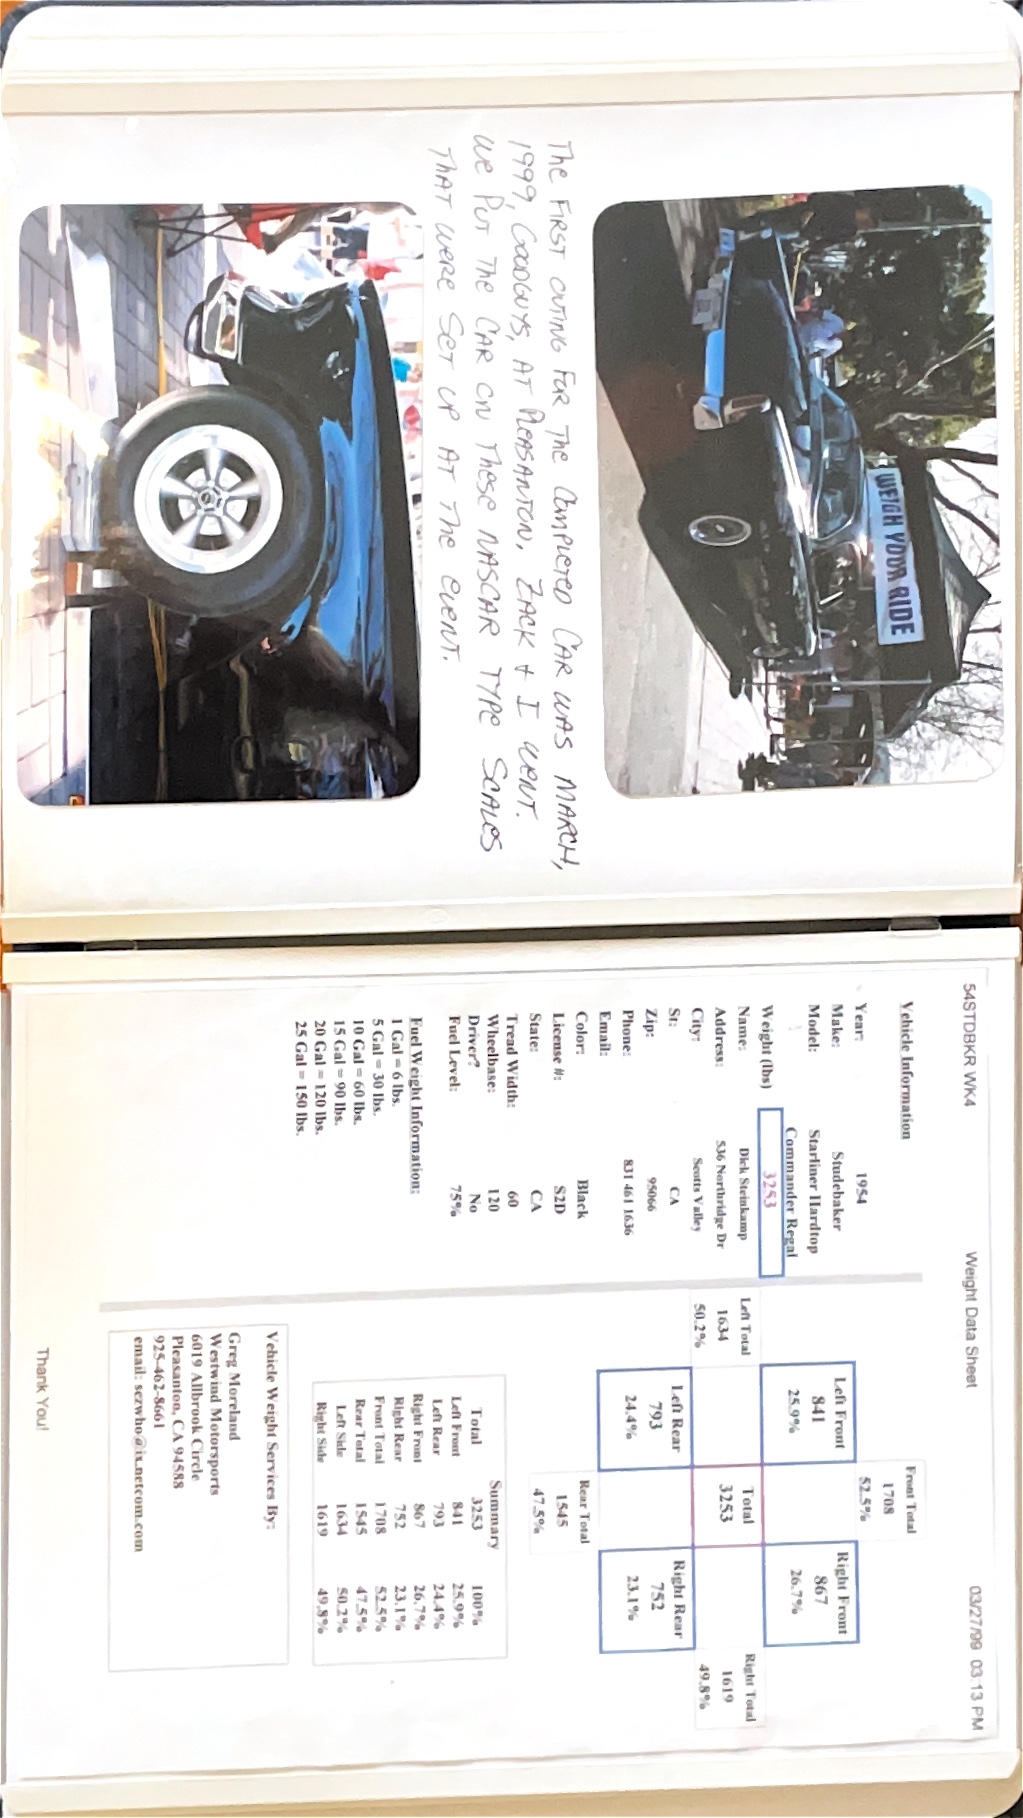 WEIGH YOUR RIDE
THE FIRST OUTING FOR THE COMPLETED CAR WAS MARCH,
1999, GOODGUYS, AT PLEASANTON. ZACK & I WENT.
WE PUT THE CAR ON THESE NASCAR TYPE SCALES
THAT WERE SET UP AT THE EVENT.
54STDBKR.WK4 Weight Data Sheet 03/27/99 03:13 PM
Vehicle Information
Year: 1954
Make: Studebaker
Model: Starliner Hardtop
Commander Regal
Weight (lbs) 3253
Name: Dick Steinkamp
Address: 536 Northridge Dr
City: Scotts Valley
St: CA
Zip: 95066
Phone: 831 461 1636
Email:
Color: Black
License #: S2D
State: CA
Tread Width: 60
Wheelbase: 120
Driver? No
Fuel Level: 75%
Fuel Weight Information:
1 Gal = 6 lbs.
5 Gal = 30 lbs.
10 Gal = 60 lbs.
15 Gal = 90 lbs.
20 Gal = 120 lbs.
25 Gal = 150 lbs.
Front Total
1708
52.5%
Left Front
841
25.9%
Right Front
867
26.7%
Left Total
1634
50.2%
Total
3253
Right Total
1619
49.8%
Left Rear
793
24.4%
Right Rear
752
23.1%
Rear Total
1545
47.5%
Summary
Total 3253 100%
Left Front 841 25.9%
Left Rear 793 24.4%
Right Front 867 26.7%
Right Rear 752 23.1%
Front Total 1708 52.5%
Rear Total 1545 47.5%
Left Side 1634 50.2%
Right Side 1619 49.8%
Vehicle Weight Services By:
Greg Moreland
Westwind Motorsports
6019 Allbrook Circle
Pleasanton, CA 94588
925-462-8661
email: sezwho@ix.netcom.com
Thank You!